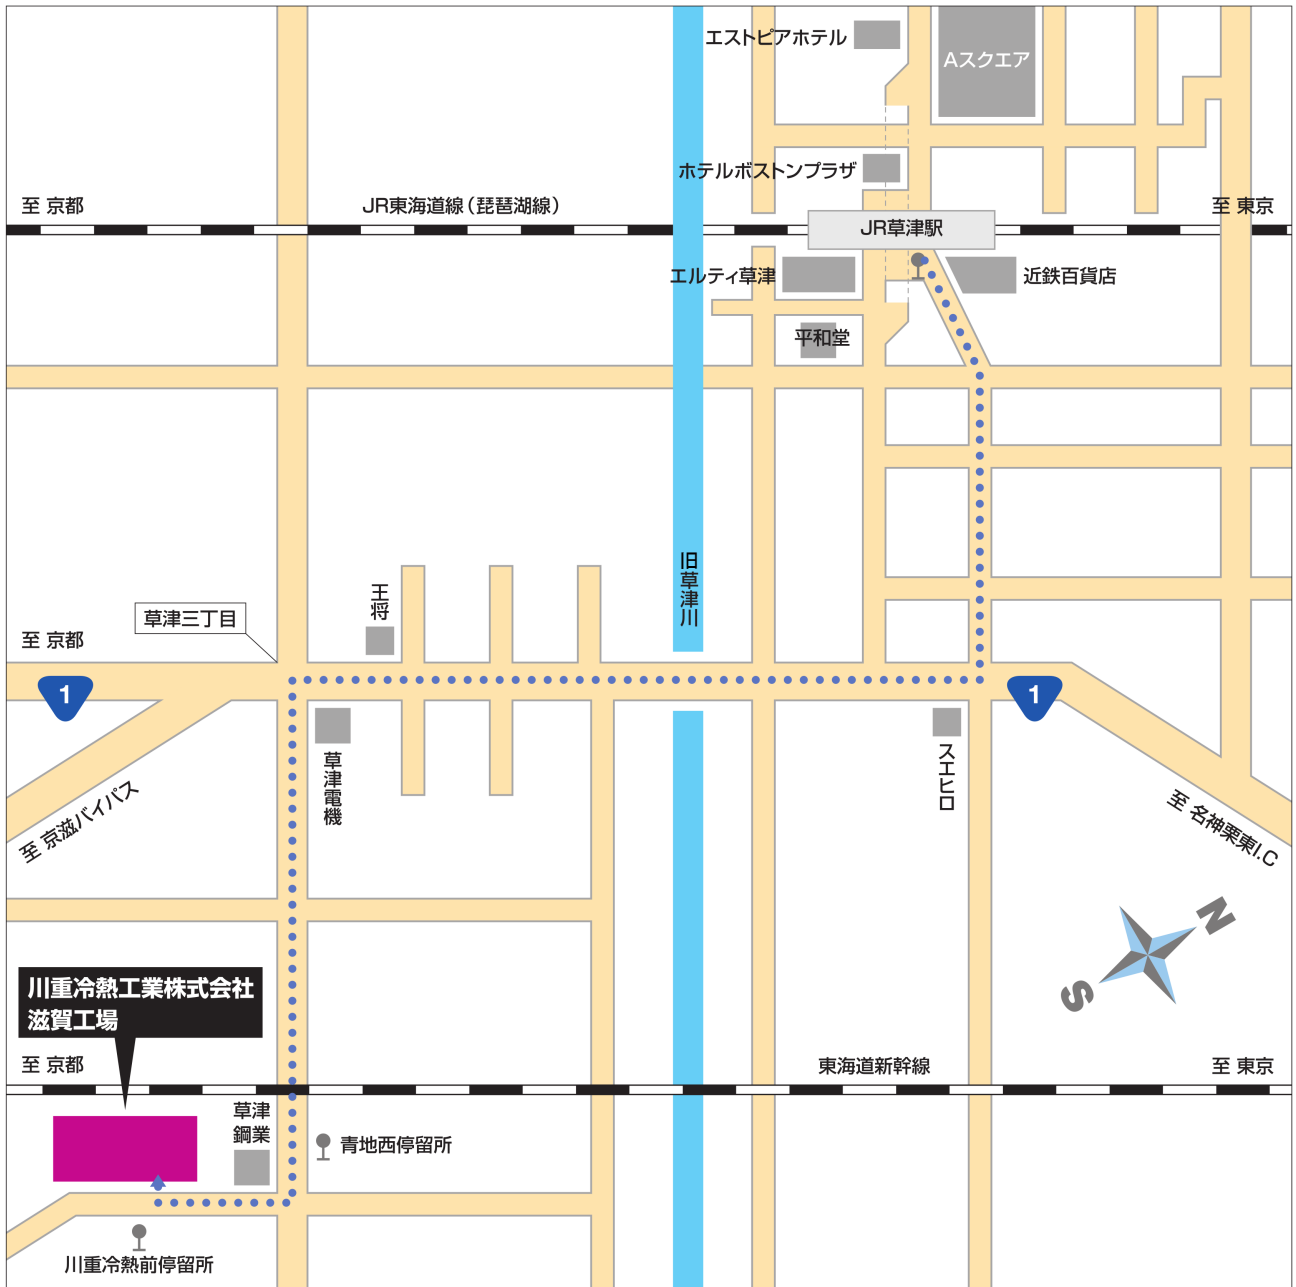 エストピアホテル
Aスクエア
ホテルボストンプラザ
至 京都
JR東海道線（琵琶湖線）
至 東京
JR草津駅
エルティ草津
近鉄百貨店
平和堂
旧草津川
王将
草津三丁目
至 京都
1
1
草津電機
スエヒロ
至 京滋バイパス
至 名神栗東I.C
N
S
川重冷熱工業株式会社
滋賀工場
至 京都
東海道新幹線
至 東京
草津
鋼業
青地西停留所
川重冷熱前停留所